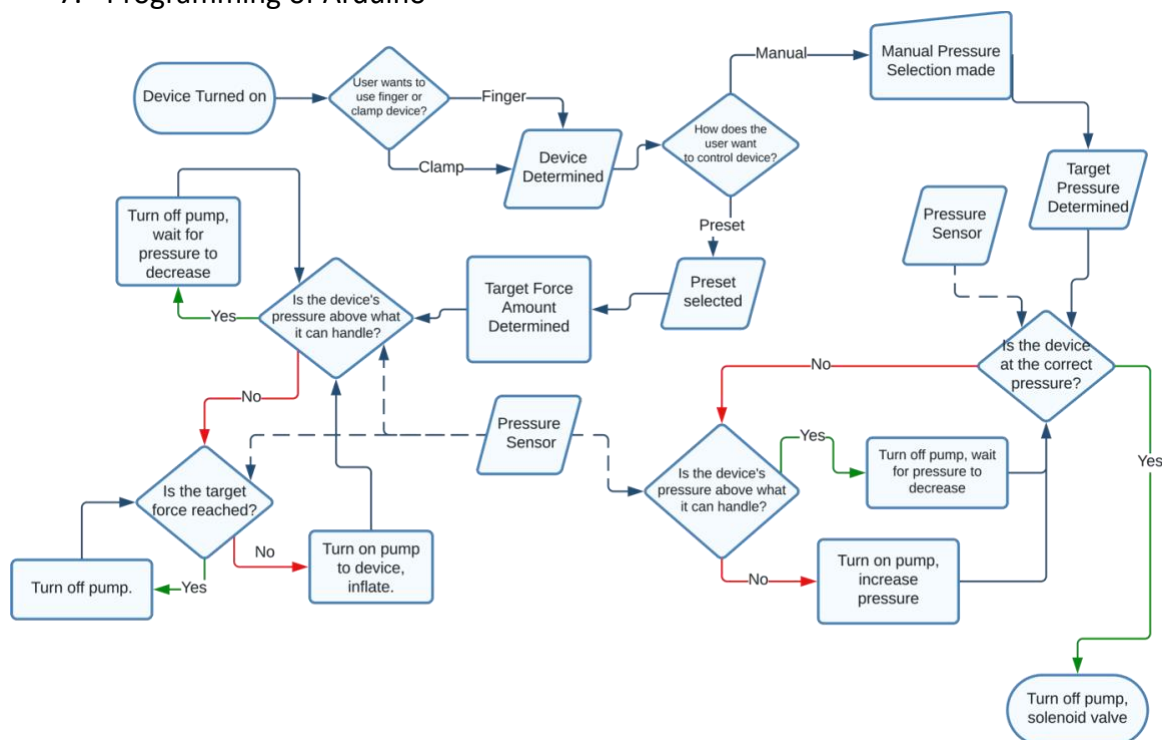 7. Programming of Arduino
Device Turned on
User wants to
use finger or
clamp device?
Finger
Clamp
Device
Determined
How does the
user want
to control device?
Manual
Manual Pressure
Selection made
Target
Pressure
Determined
Pressure
Sensor
Preset
Preset
selected
Target Force
Amount
Determined
Turn off pump,
wait for
pressure to
decrease
Is the device's
pressure above what
it can handle?
Yes
No
Is the target
force reached?
No
Turn on pump
to device,
inflate.
Yes
Turn off pump.
Pressure
Sensor
Is the device
at the correct
pressure?
No
Yes
Is the device's
pressure above what
it can handle?
Yes
Turn off pump, wait
for pressure to
decrease
No
Turn on pump,
increase
pressure
Turn off pump,
solenoid valve